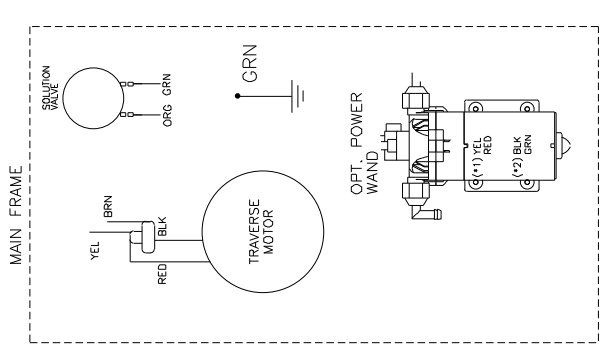 MAIN FRAME
SOLUTION
VALVE
ORG
GRN
GRN
BRN
YEL
BLK
RED
TRAVERSE
MOTOR
OPT. POWER
WAND
(*1) YEL
RED
(*2) BLK
GRN